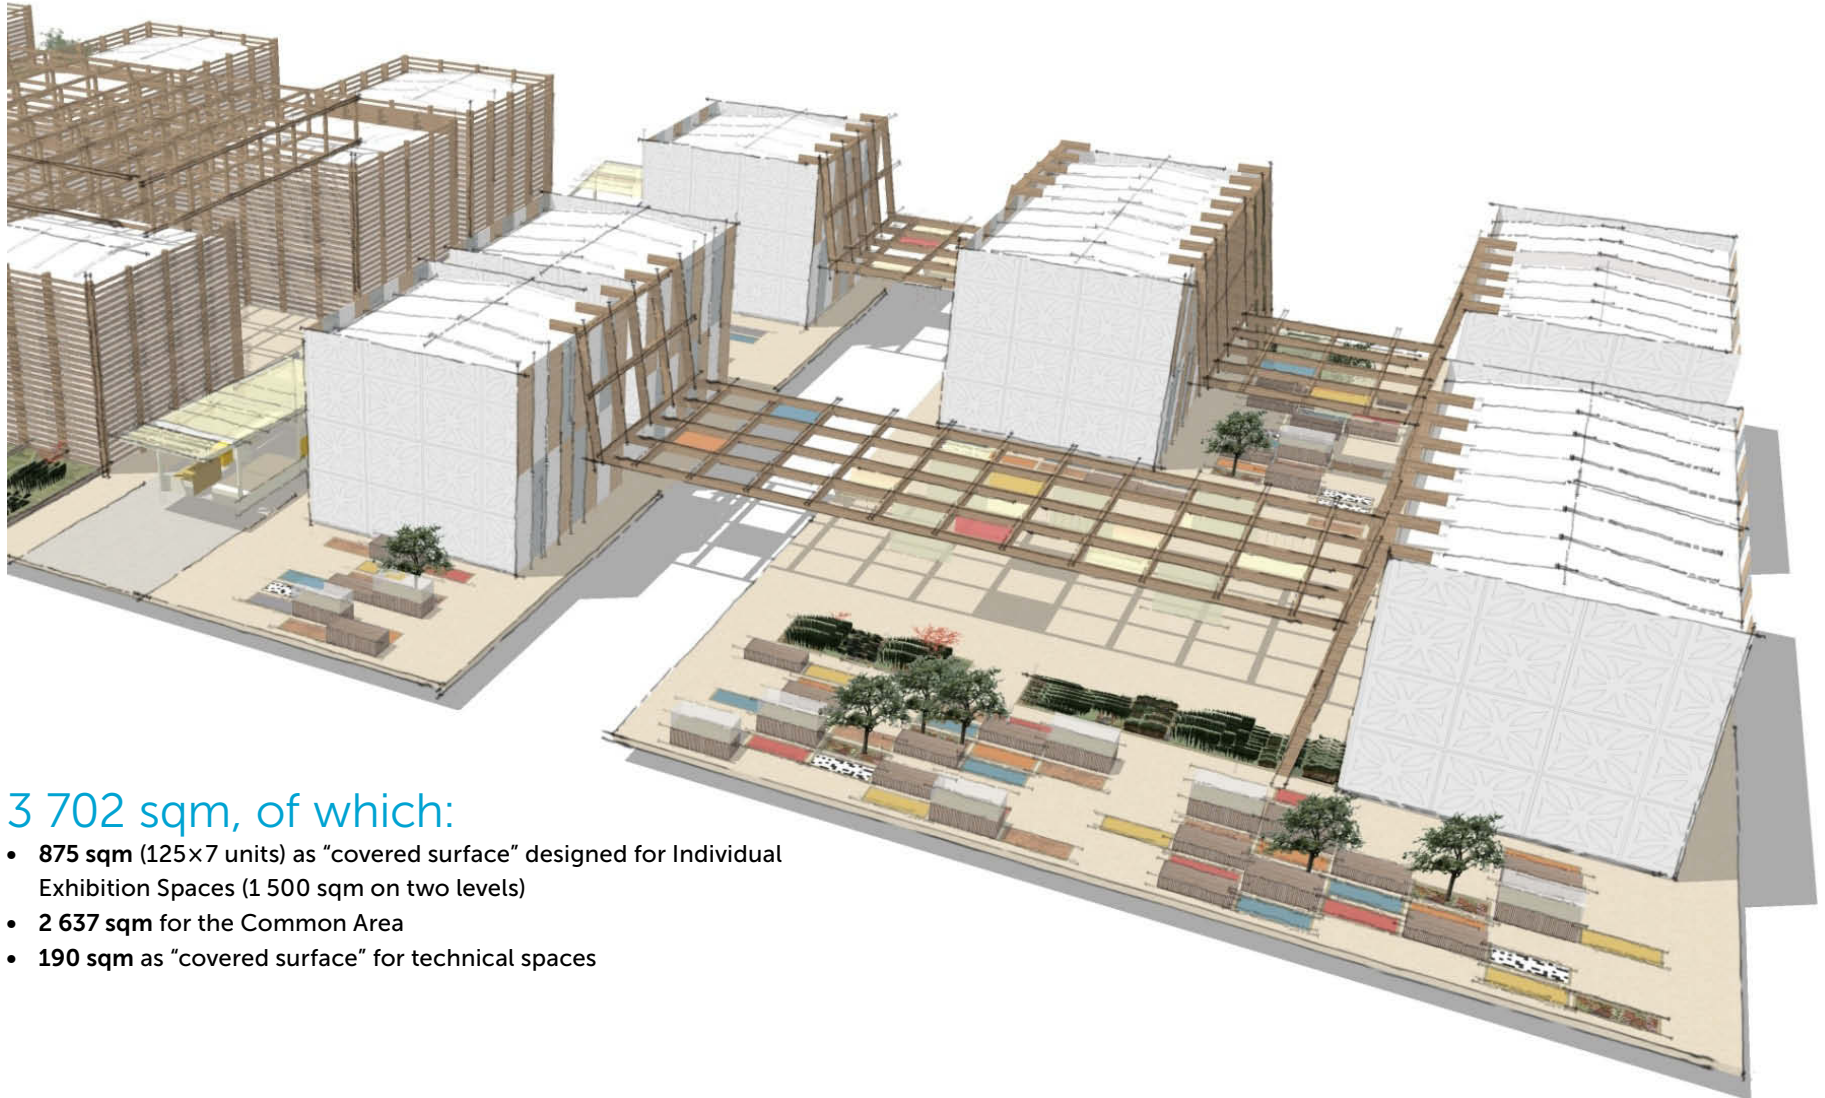 3 702 sqm, of which:
• 875 sqm (125×7 units) as “covered surface” designed for Individual
Exhibition Spaces (1 500 sqm on two levels)
• 2 637 sqm for the Common Area
• 190 sqm as “covered surface” for technical spaces